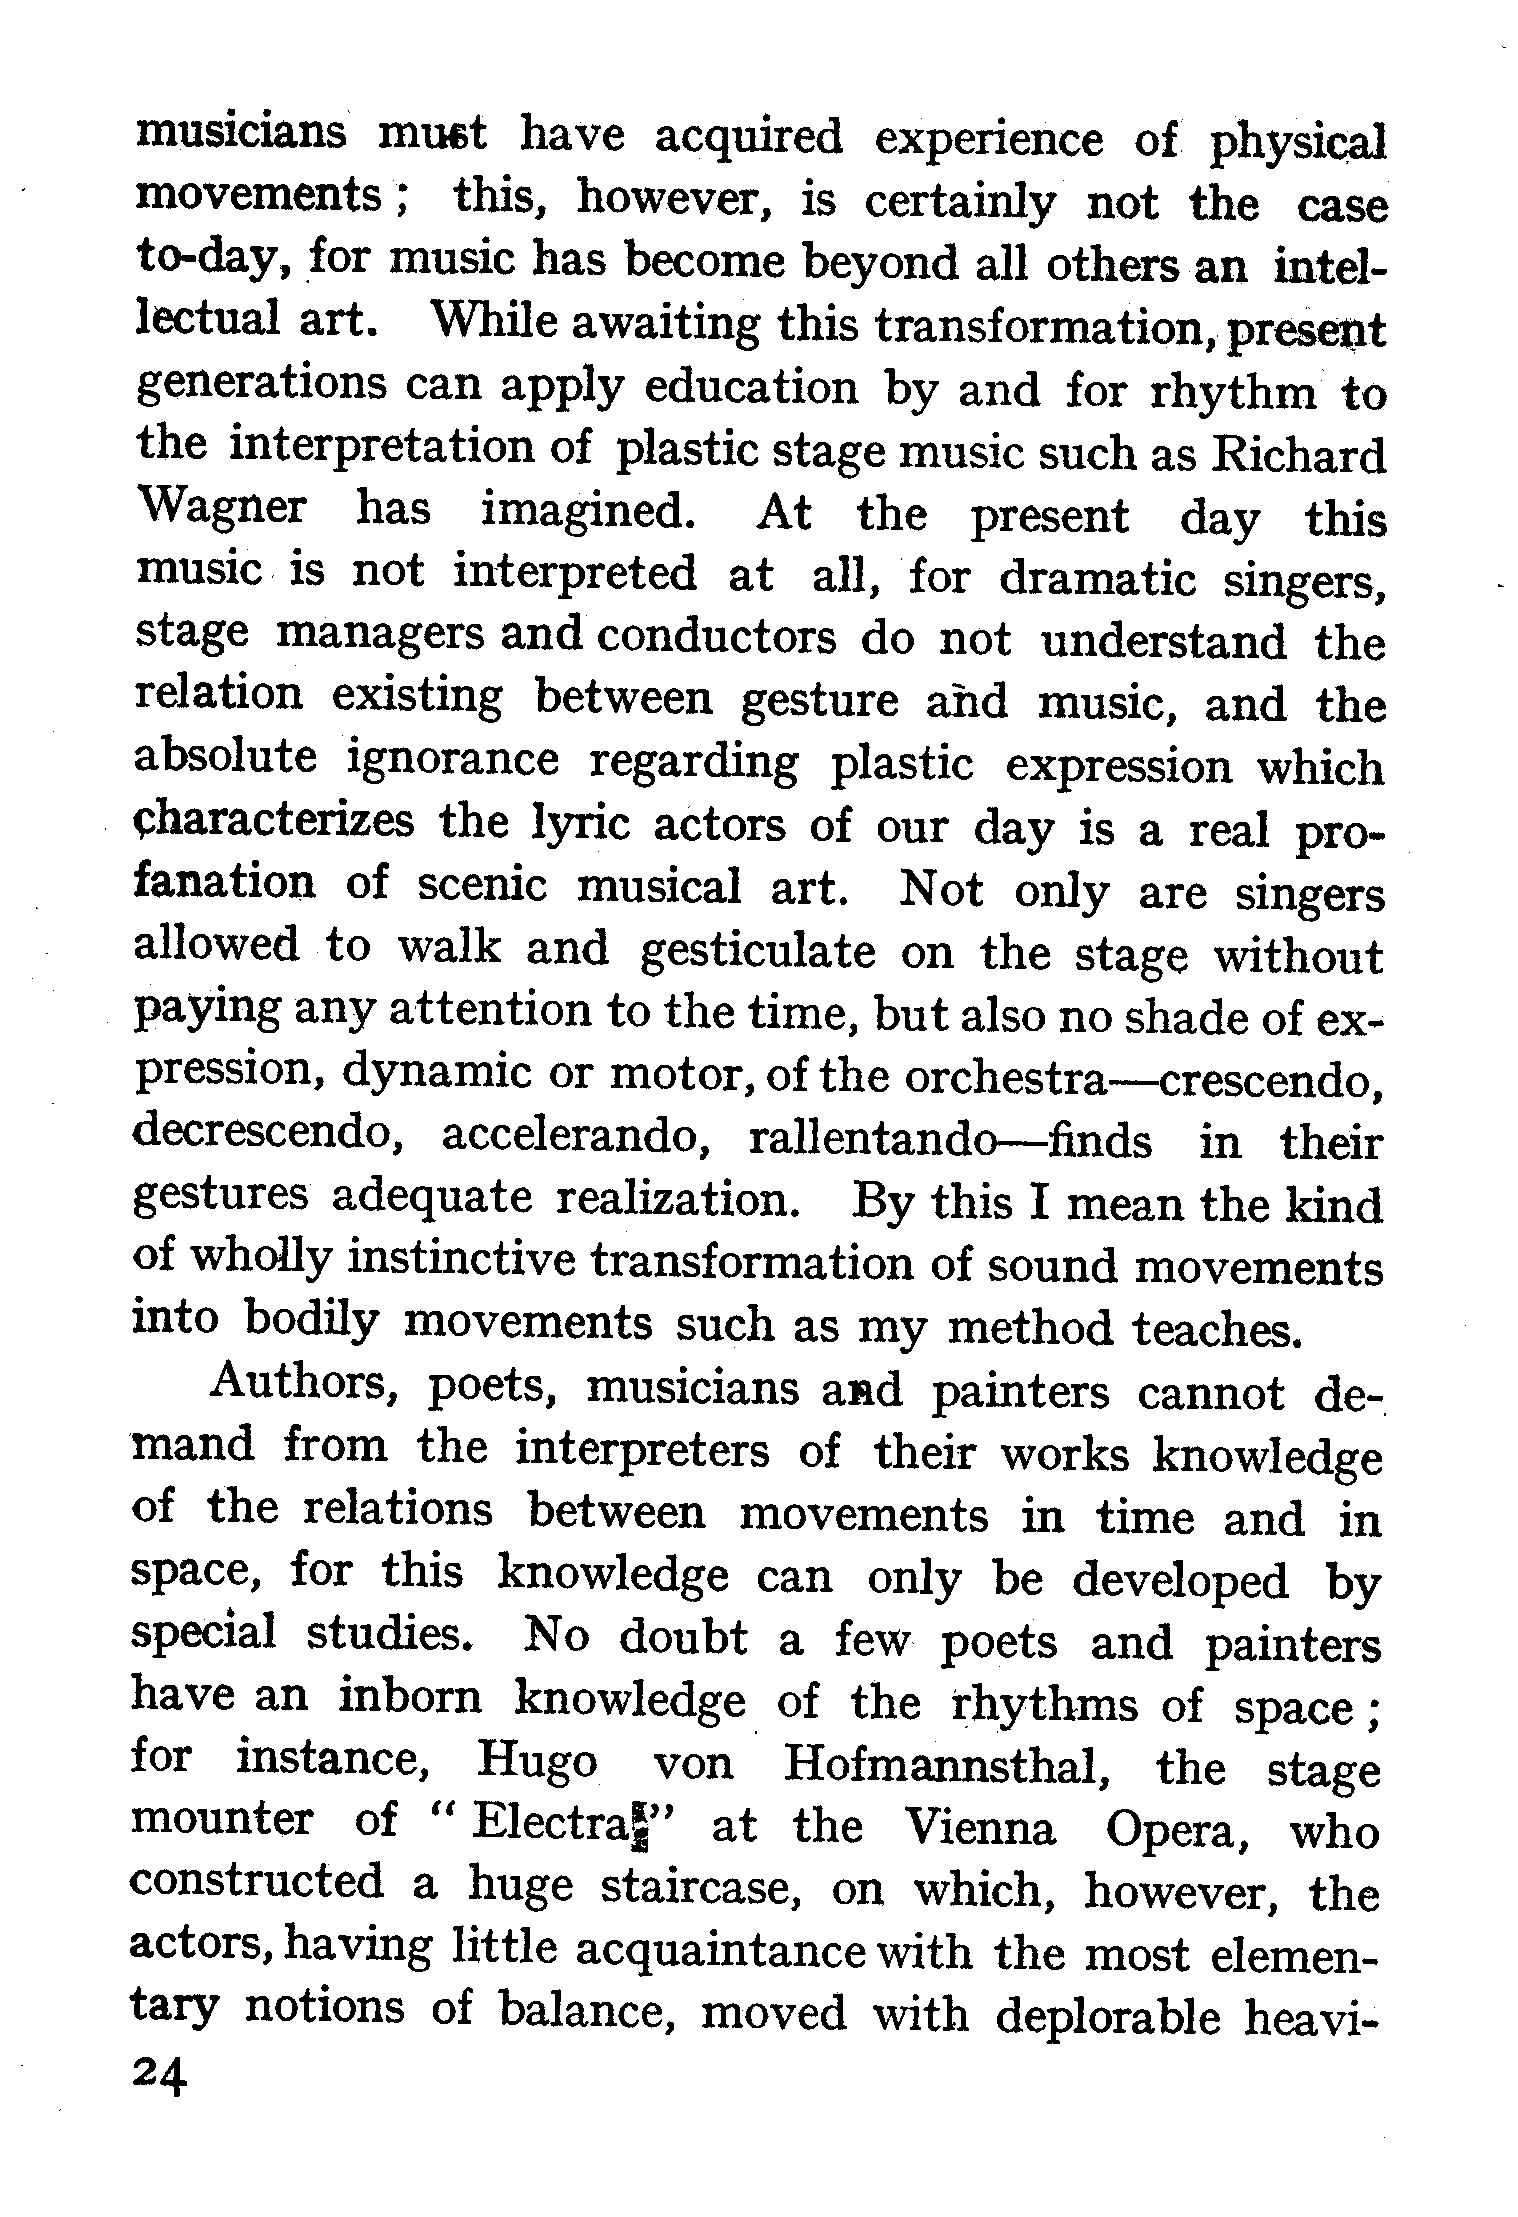 musicians must have acquired experience of physical
movements ; this, however, is certainly not the case
to-day, for music has become beyond all others an intel-
lectual art. While awaiting this transformation, present
generations can apply education by and for rhythm to
the interpretation of plastic stage music such as Richard
Wagner has imagined. At the present day this
music is not interpreted at all, for dramatic singers,
stage managers and conductors do not understand the
relation existing between gesture and music, and the
absolute ignorance regarding plastic expression which
characterizes the lyric actors of our day is a real pro-
fanation of scenic musical art. Not only are singers
allowed to walk and gesticulate on the stage without
paying any attention to the time, but also no shade of ex-
pression, dynamic or motor, of the orchestra—crescendo,
decrescendo, accelerando, rallentando—finds in their
gestures adequate realization. By this I mean the kind
of wholly instinctive transformation of sound movements
into bodily movements such as my method teaches.
Authors, poets, musicians and painters cannot de-
mand from the interpreters of their works knowledge
of the relations between movements in time and in
space, for this knowledge can only be developed by
special studies. No doubt a few poets and painters
have an inborn knowledge of the rhythms of space ;
for instance, Hugo von Hofmannsthal, the stage
mounter of “ Electra ” at the Vienna Opera, who
constructed a huge staircase, on which, however, the
actors, having little acquaintance with the most elemen-
tary notions of balance, moved with deplorable heavi-
24